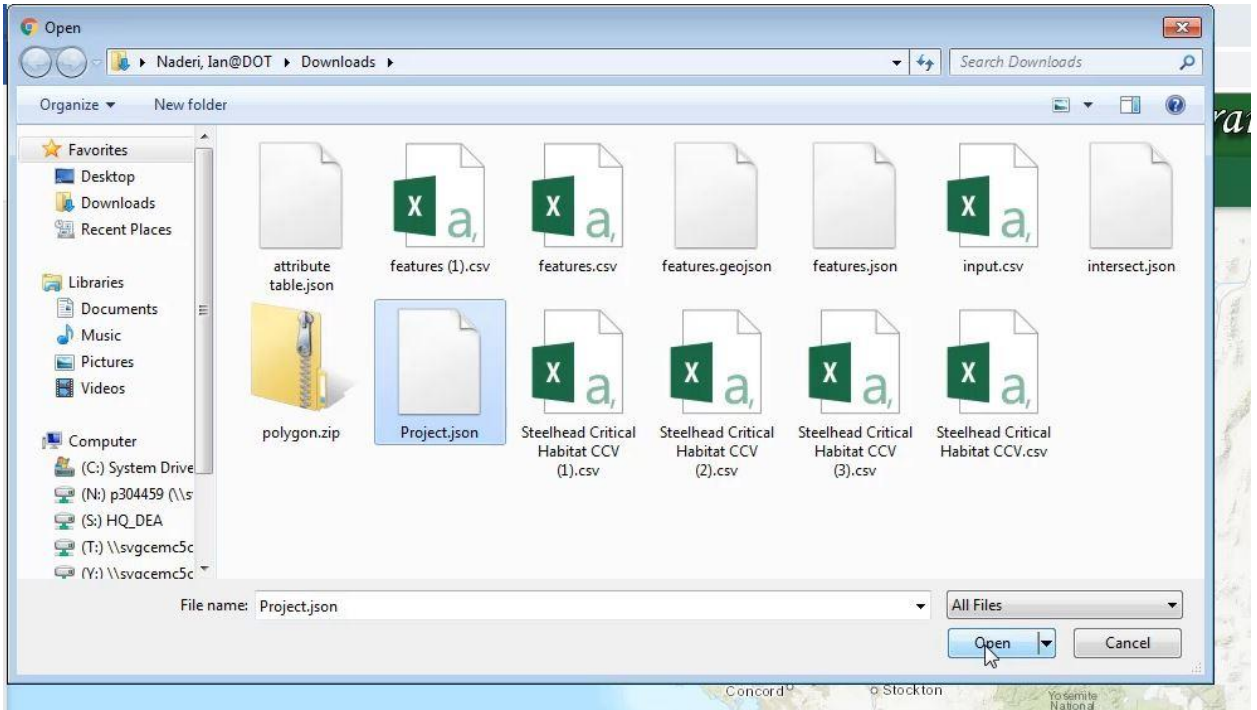 Open
Naderi, Ian@DOT Downloads
Search Downloads
Organize New folder
Favorites
Desktop
Downloads
Recent Places
Libraries
Documents
Music
Pictures
Videos
Computer
(C:) System Drive
(N:) p304459 (\\s
(S:) HQ_DEA
(T:) \\svgcemc5c
(Y:) \\svgcemc5c
attribute
table.json
features (1).csv
features.csv
features.geojson
features.json
input.csv
intersect.json
polygon.zip
Project.json
Steelhead Critical
Habitat CCV
(1).csv
Steelhead Critical
Habitat CCV
(2).csv
Steelhead Critical
Habitat CCV
(3).csv
Steelhead Critical
Habitat CCV.csv
File name: Project.json All Files
Open Cancel
Concord Stockton
Yosemite
National